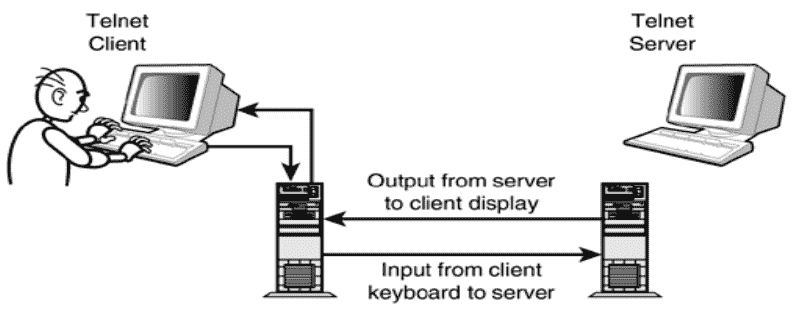 Telnet
Client
Telnet
Server
Output from server
to client display
Input from client
keyboard to server